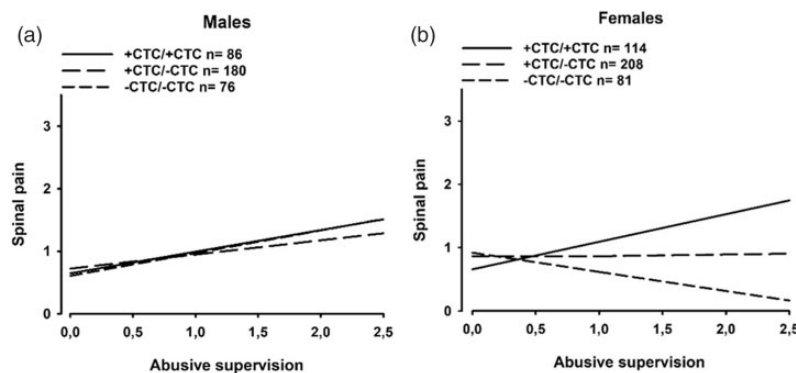 Males
(a)
+CTC/+CTC n= 86
+CTC/-CTC n= 180
-CTC/-CTC n= 76
Spinal pain
3
2
1
0
0,0 0,5 1,0 1,5 2,0 2,5
Abusive supervision
Females
(b)
+CTC/+CTC n= 114
+CTC/-CTC n= 208
-CTC/-CTC n= 81
Spinal pain
3
2
1
0
0,0 0,5 1,0 1,5 2,0 2,5
Abusive supervision